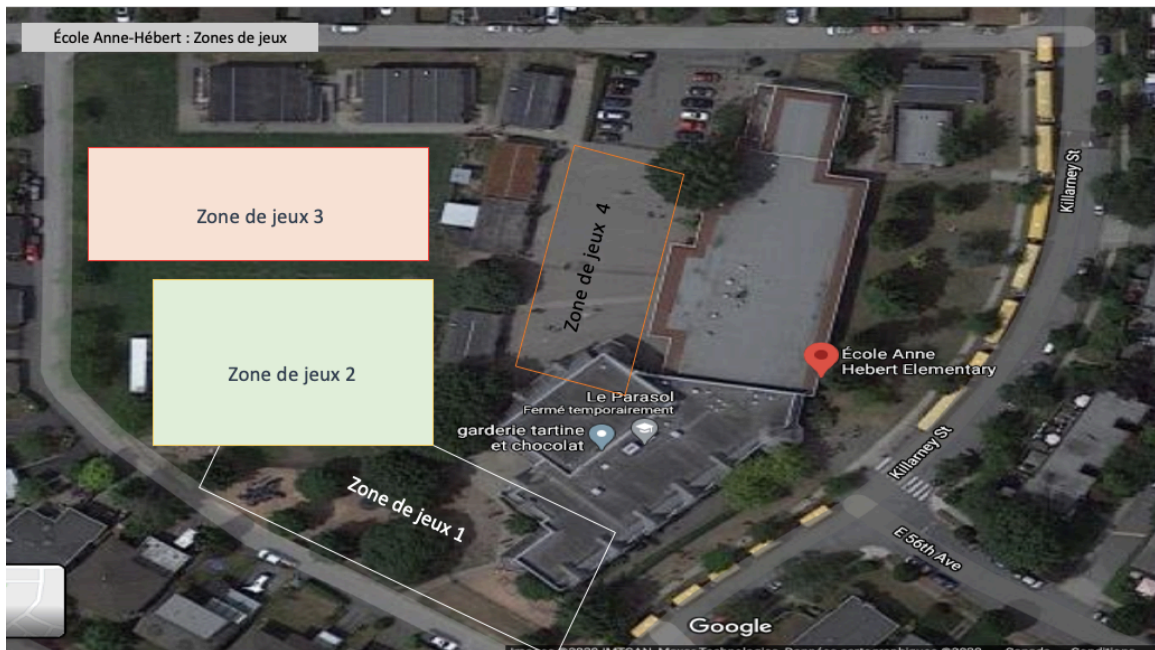 École Anne-Hébert : Zones de jeux
Killarney St
Zone de jeux 3
Zone de jeux 4
Zone de jeux 2
École Anne
Hebert Elementary
Le Parasol
Fermé temporairement
garderie tartine
et chocolat
Killarney St
Zone de jeux 1
E 56th Ave
Google